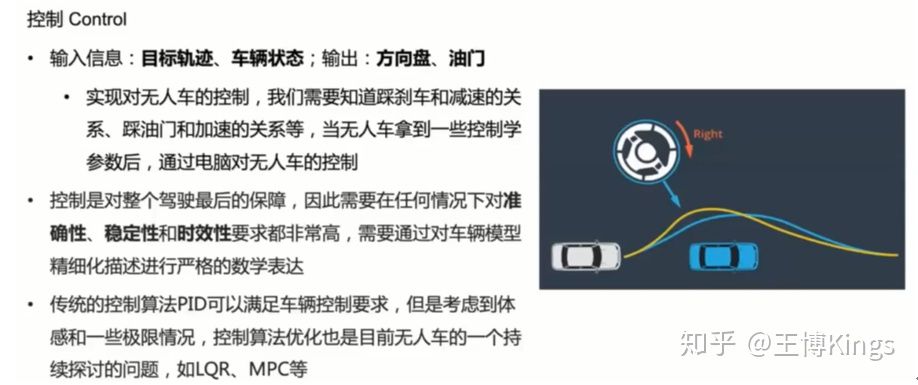 控制 Control
• 输入信息：目标轨迹、车辆状态；输出：方向盘、油门
• 实现对无人车的控制，我们需要知道踩刹车和减速的关
系、踩油门和加速的关系等，当无人车拿到一些控制学
参数后，通过电脑对无人车的控制
• 控制是对整个驾驶最后的保障，因此需要在任何情况下对准
确性、稳定性和时效性要求都非常高，需要通过对车辆模型
精细化描述进行严格的数学表达
• 传统的控制算法PID可以满足车辆控制要求，但是考虑到体
感和一些极限情况，控制算法优化也是目前无人车的一个持
续探讨的问题，如LQR、MPC等
Right
知乎 @王博Kings